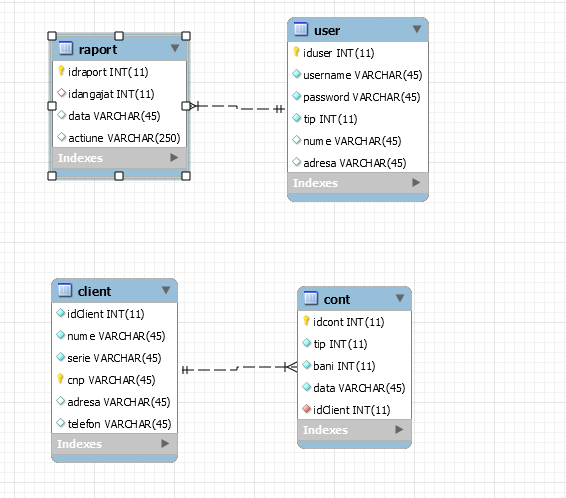 raport
idraport INT(11)
idangajat INT(11)
data VARCHAR(45)
actiune VARCHAR(250)
Indexes
user
iduser INT(11)
username VARCHAR(45)
password VARCHAR(45)
tip INT(11)
nume VARCHAR(45)
adresa VARCHAR(45)
Indexes
client
idClient INT(11)
nume VARCHAR(45)
serie VARCHAR(45)
cnp VARCHAR(45)
adresa VARCHAR(45)
telefon VARCHAR(45)
Indexes
cont
idcont INT(11)
tip INT(11)
bani INT(11)
data VARCHAR(45)
idClient INT(11)
Indexes